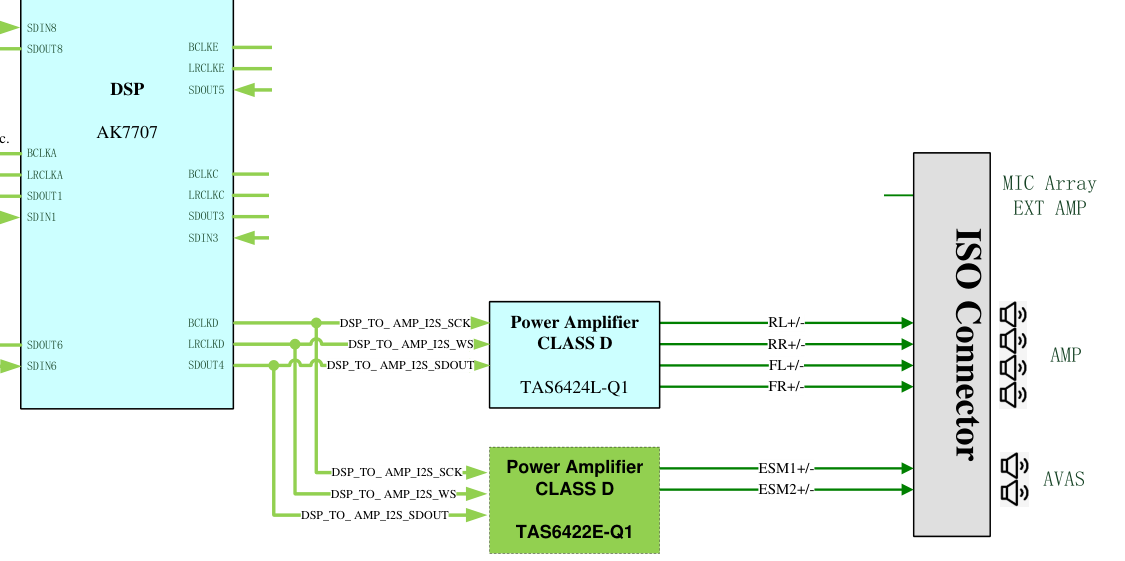 SDIN8
SDOUT8
BCLKE
LRCLKE
SDOUT5
DSP
AK7707
c.
BCLKA
LRCLKA
SDOUT1
SDIN1
BCLKC
LRCLKC
SDOUT3
SDIN3
BCLKD
LRCLKD
SDOUT4
SDOUT6
SDIN6
DSP_TO_ AMP_I2S_SCK
DSP_TO_ AMP_I2S_WS
DSP_TO_ AMP_I2S_SDOUT
Power Amplifier
CLASS D
TAS6424L-Q1
RL+/-
RR+/-
FL+/-
FR+/-
DSP_TO_ AMP_I2S_SCK
DSP_TO_ AMP_I2S_WS
DSP_TO_ AMP_I2S_SDOUT
Power Amplifier
CLASS D
TAS6422E-Q1
ESM1+/-
ESM2+/-
ISO Connector
MIC Array
EXT AMP
AMP
AVAS